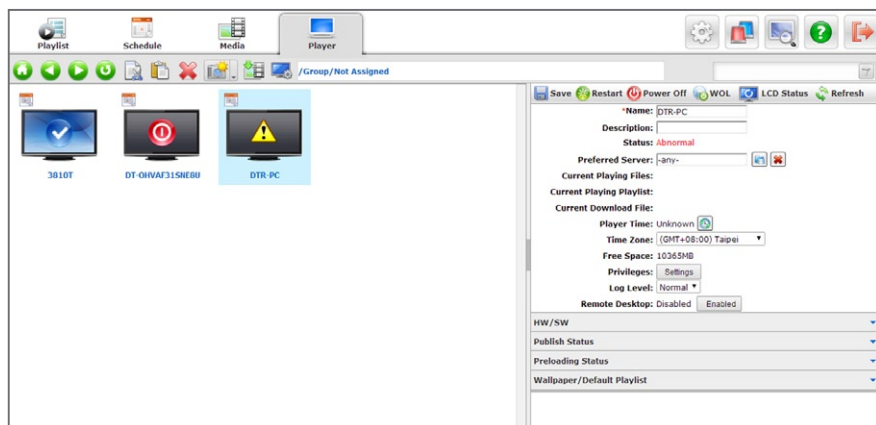 Playlist
Schedule
Media
Player
/Group/Not Assigned
3810T
DT-OHVAF31SNE8U
DTR-PC
Save Restart Power Off WOL LCD Status Refresh
*Name: DTR-PC
Description:
Status: Abnormal
Preferred Server: -any-
Current Playing Files:
Current Playing Playlist:
Current Download File:
Player Time: Unknown
Time Zone: (GMT+08:00) Taipei
Free Space: 10365MB
Privileges: Settings
Log Level: Normal
Remote Desktop: Disabled Enabled
HW/SW
Publish Status
Preloading Status
Wallpaper/Default Playlist